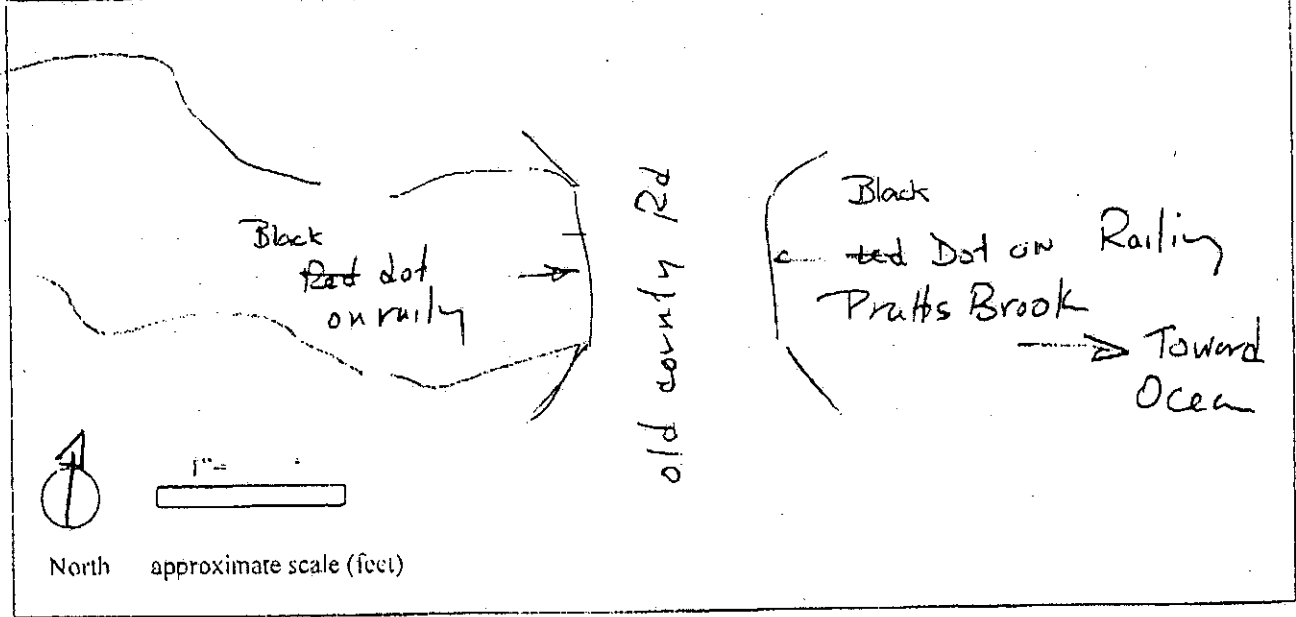 Black
Red dot
on raily
old county Rd
Black
ted Dot on Railing
Pratts Brook
Toward
Ocean
1"=
North approximate scale (feet)